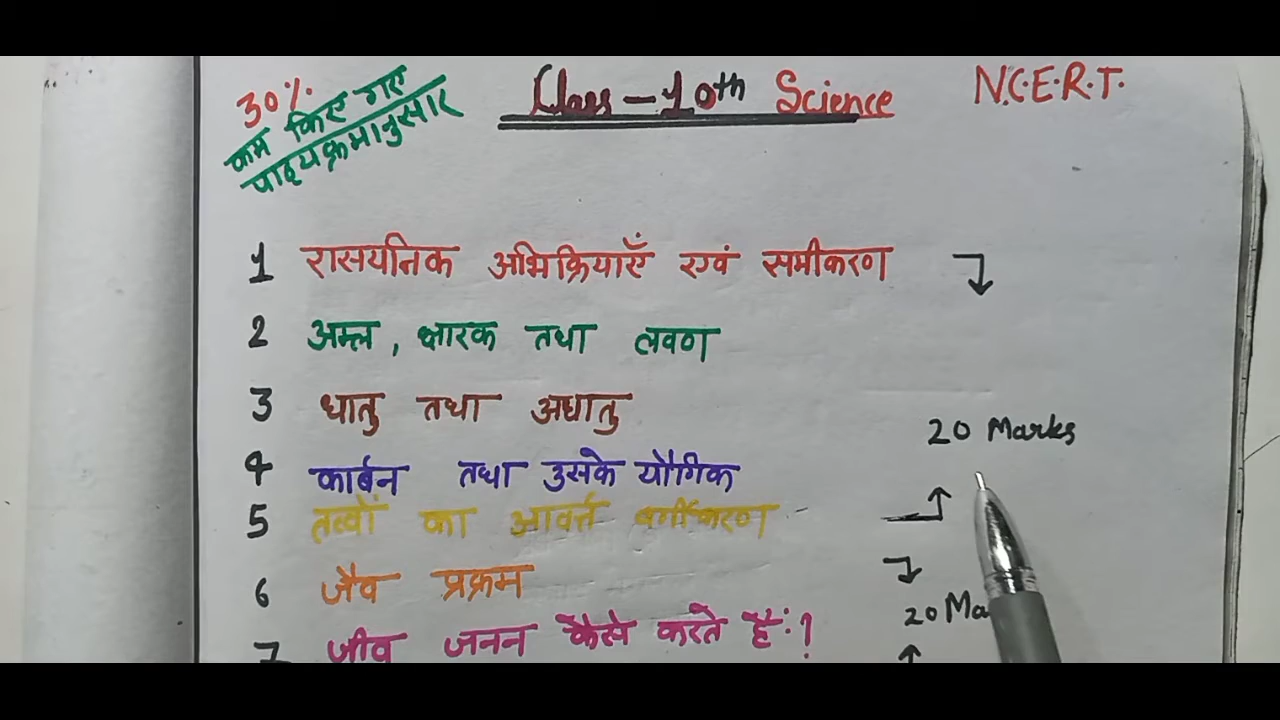 30%.
कम किए गए
पाठ्यक्रमानुसार
Class - 10th Science
N.C.E.R.T.
1 रासयनिक अभिक्रियाएँ एवं समीकरण
2 अम्ल, क्षारक तथा लवण
3 धातु तथा अधातु
20 Marks
4 कार्बन तथा उसके यौगिक
5 तत्वों का आवर्त्त वर्गीकरण
6 जैव प्रक्रम
20 Ma
7 जीव जनन कैसे करते हैं:?